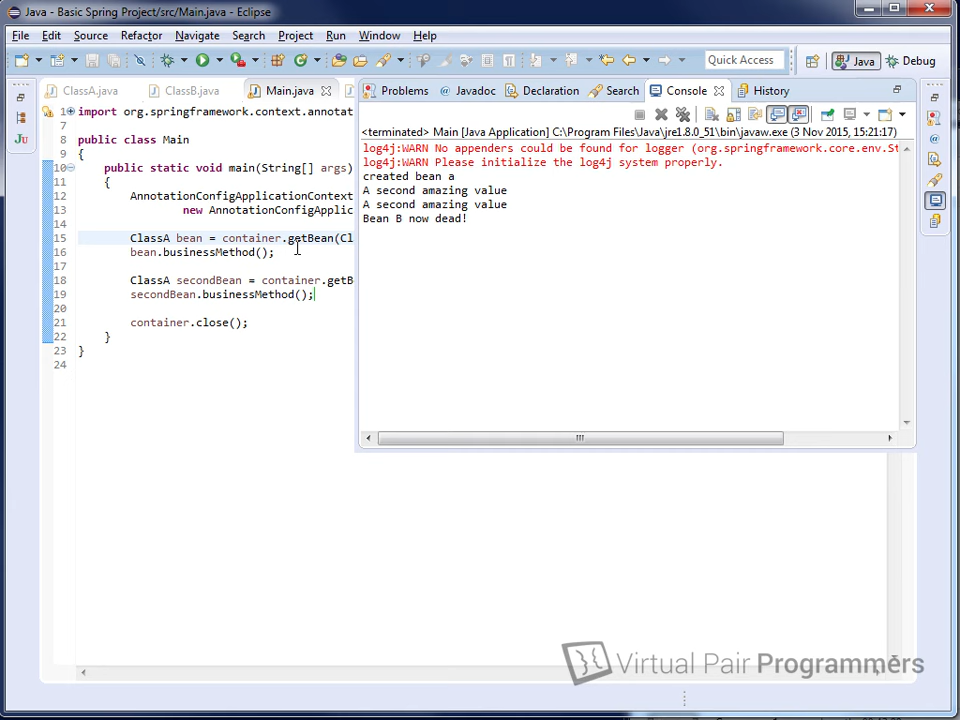 Java - Basic Spring Project/src/Main.java - Eclipse
File Edit Source Refactor Navigate Search Project Run Window Help
Quick Access
Java
Debug
ClassA.java
ClassB.java
Main.java
Problems
Javadoc
Declaration
Search
Console
History
<terminated> Main [Java Application] C:\Program Files\Java\jre1.8.0_51\bin\javaw.exe (3 Nov 2015, 15:21:17)
log4j:WARN No appenders could be found for logger (org.springframework.core.env.St
log4j:WARN Please initialize the log4j system properly.
created bean a
A second amazing value
A second amazing value
Bean B now dead!
1 import org.springframework.context.annotat
7
8 public class Main
9 {
10 public static void main(String[] args)
11 {
12 AnnotationConfigApplicationContext
13 new AnnotationConfigApplic
14
15 ClassA bean = container.getBean(Cl
16 bean.businessMethod();
17
18 ClassA secondBean = container.getB
19 secondBean.businessMethod();
20
21 container.close();
22 }
23 }
24
Virtual Pair Programmers